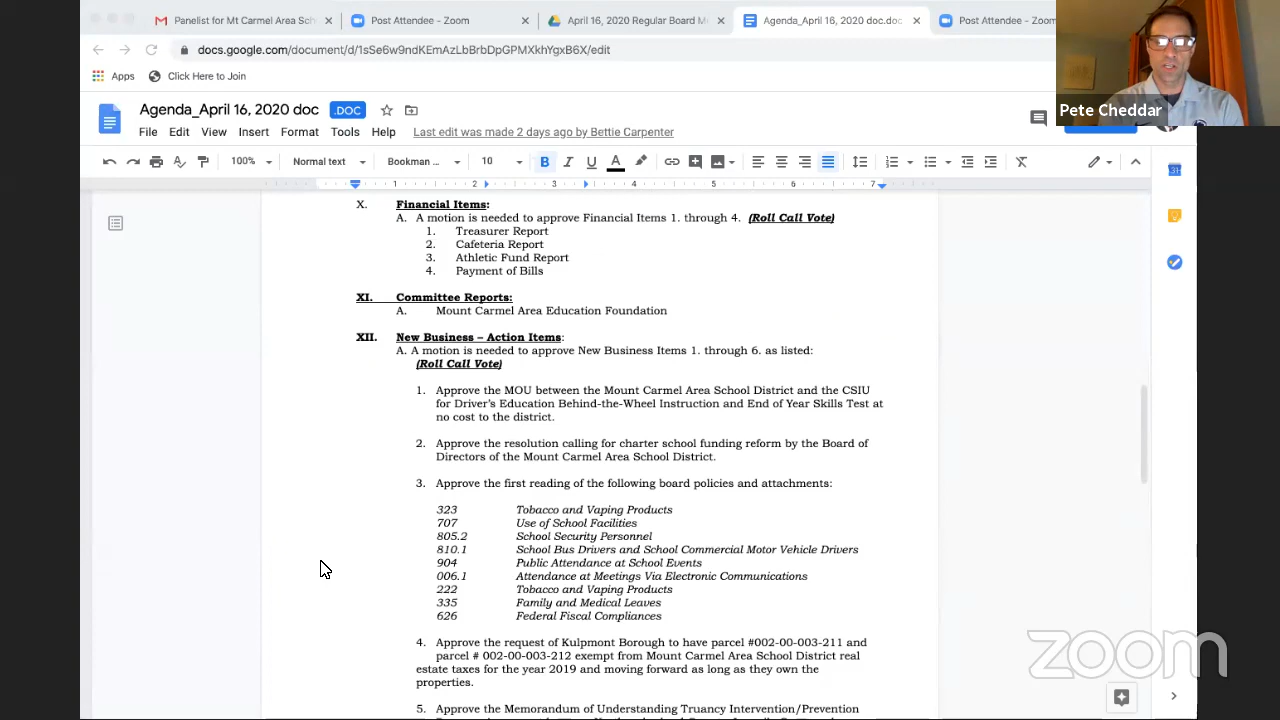 Panelist for Mt Carmel Area Sch
Post Attendee - Zoom
April 16, 2020 Regular Board M
Agenda_April 16, 2020 doc.doc
Post Attendee - Zoom
docs.google.com/document/d/1sSe6w9ndKEmAzLbBrbDpGPMXkhYgxB6X/edit
Apps
Click Here to Join
Pete Cheddar
Agenda_April 16, 2020 doc
.DOC
File Edit View Insert Format Tools Help
Last edit was made 2 days ago by Bettie Carpenter
100% Normal text Bookman ... 10 B I U A
1 2 3 4 5 6 7
X. Financial Items:
A. A motion is needed to approve Financial Items 1. through 4. (Roll Call Vote)
1. Treasurer Report
2. Cafeteria Report
3. Athletic Fund Report
4. Payment of Bills
XI. Committee Reports:
A. Mount Carmel Area Education Foundation
XII. New Business – Action Items:
A. A motion is needed to approve New Business Items 1. through 6. as listed:
(Roll Call Vote)
1. Approve the MOU between the Mount Carmel Area School District and the CSIU
for Driver's Education Behind-the-Wheel Instruction and End of Year Skills Test at
no cost to the district.
2. Approve the resolution calling for charter school funding reform by the Board of
Directors of the Mount Carmel Area School District.
3. Approve the first reading of the following board policies and attachments:
323 Tobacco and Vaping Products
707 Use of School Facilities
805.2 School Security Personnel
810.1 School Bus Drivers and School Commercial Motor Vehicle Drivers
904 Public Attendance at School Events
006.1 Attendance at Meetings Via Electronic Communications
222 Tobacco and Vaping Products
335 Family and Medical Leaves
626 Federal Fiscal Compliances
4. Approve the request of Kulpmont Borough to have parcel #002-00-003-211 and
parcel # 002-00-003-212 exempt from Mount Carmel Area School District real
estate taxes for the year 2019 and moving forward as long as they own the
properties.
5. Approve the Memorandum of Understanding Truancy Intervention/Prevention
zoom